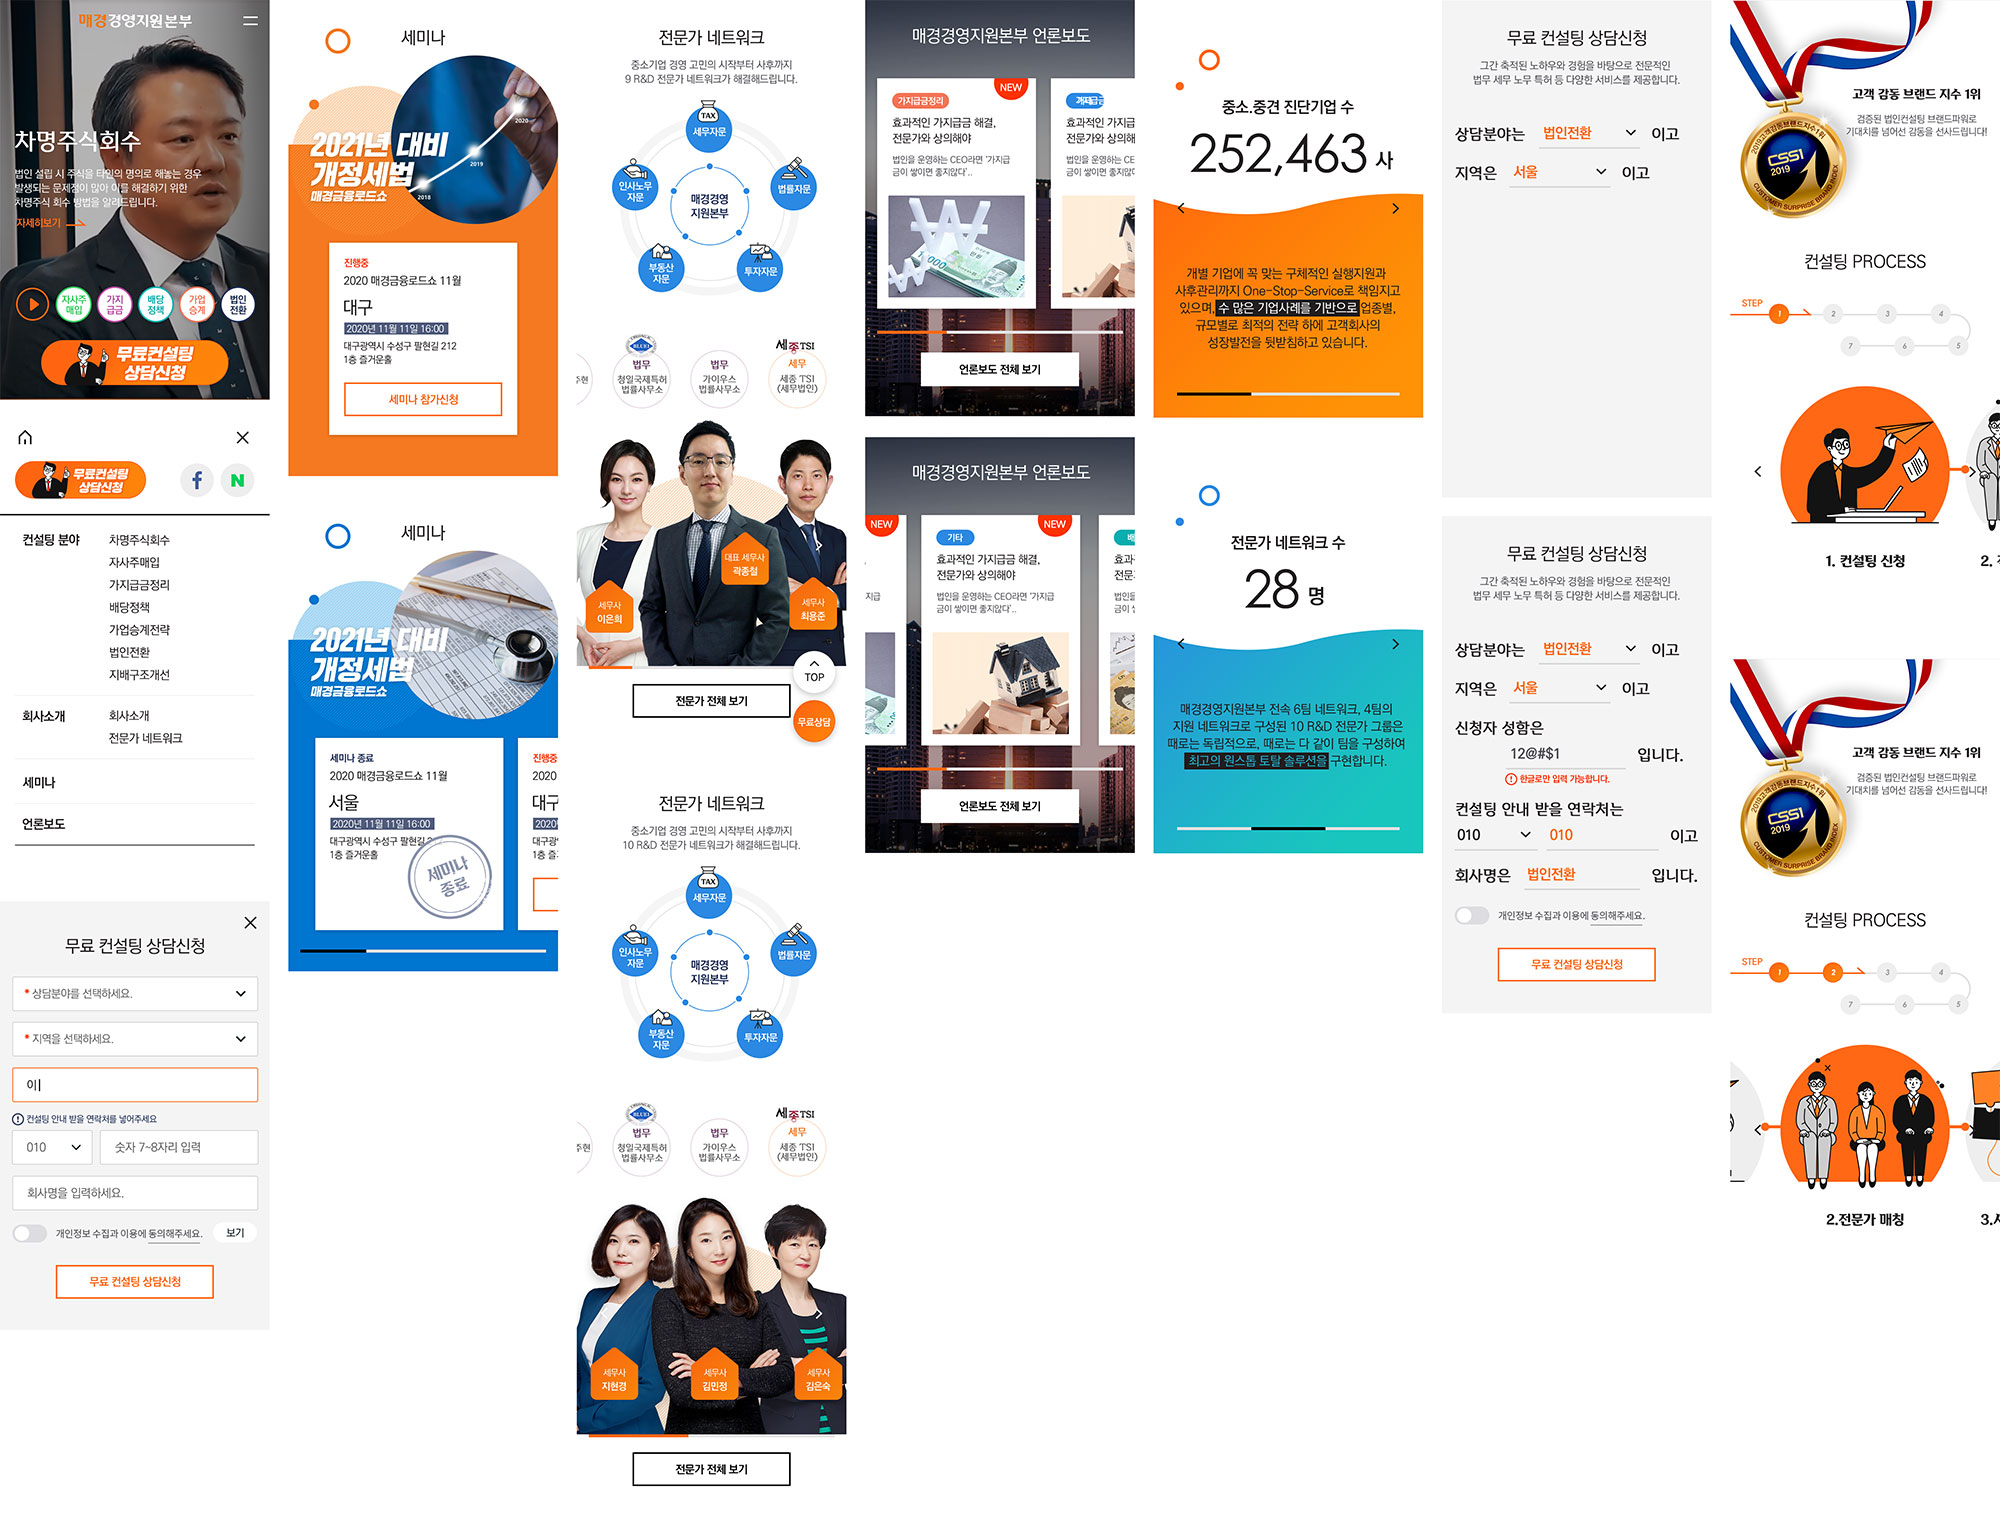 매경경영지원본부
차명주식회수
법인 설립 시 주식을 타인의 명의로 해놓는 경우
발생되는 문제점이 많아 이를 해결하기 위한
차명주식 회수 방법을 알려드립니다.
자세히보기
자사주
매입
가지
급금
배당
정책
가업
승계
법인
전환
무료컨설팅
상담신청
무료컨설팅
상담신청
f
N
컨설팅 분야
차명주식회수
자사주매입
가지급금정리
배당정책
가업승계전략
법인전환
지배구조개선
회사소개
회사소개
전문가 네트워크
세미나
언론보도
무료 컨설팅 상담신청
* 상담분야를 선택하세요.
* 지역을 선택하세요.
이
컨설팅 안내 받을 연락처를 넣어주세요
010
숫자 7~8자리 입력
회사명을 입력하세요.
개인정보 수집과 이용에 동의해주세요.
보기
무료 컨설팅 상담신청
세미나
2021년 대비
개정세법
매경금융로드쇼
2018
2019
2020
진행중
2020 매경금융로드쇼 11월
대구
2020년 11월 11일 16:00
대구광역시 수성구 팔현길 212
1층 즐거운홀
세미나 참가신청
세미나
2021년 대비
개정세법
매경금융로드쇼
세미나 종료
2020 매경금융로드쇼 11월
서울
2020년 11월 11일 16:00
대구광역시 수성구 팔현길
1층 즐거운홀
세미나
종료
진행중
2020
대구
2020
대구광
1층 즐
전문가 네트워크
중소기업 경영 고민의 시작부터 사후까지
9 R&D 전문가 네트워크가 해결해드립니다.
TAX
세무자문
인사노무
자문
법률자문
매경경영
지원본부
부동산
자문
투자자문
주현
BLUE1
법무
청일국제특허
법률사무소
법무
가이우스
법률사무소
세종TSI
세무
세종 TSI
(세무법인)
세무사
이은희
대표 세무사
곽종철
세무사
최용준
TOP
무료상담
전문가 전체 보기
전문가 네트워크
중소기업 경영 고민의 시작부터 사후까지
10 R&D 전문가 네트워크가 해결해드립니다.
TAX
세무자문
인사노무
자문
법률자문
매경경영
지원본부
부동산
자문
투자자문
주현
BLUE1
법무
청일국제특허
법률사무소
법무
가이우스
법률사무소
세종TSI
세무
세종 TSI
(세무법인)
세무사
지현경
세무사
김민정
세무사
김은숙
전문가 전체 보기
매경경영지원본부 언론보도
NEW
가지급금정리
효과적인 가지급금 해결,
전문가와 상의해야
법인을 운영하는 CEO라면 '가지급
금이 쌓이면 좋지않다'..
효과적인 가지급
전문가와 상의해
법인을 운영하는 CE
금이 쌓이면 좋지않
언론보도 전체 보기
매경경영지원본부 언론보도
NEW
가지급
기타
NEW
효과적인 가지급금 해결,
전문가와 상의해야
법인을 운영하는 CEO라면 '가지급
금이 쌓이면 좋지않다'..
배
효과
전문
법인을
금이
언론보도 전체 보기
중소.중견 진단기업 수
252,463 사
개별 기업에 꼭 맞는 구체적인 실행지원과
사후관리까지 One-Stop-Service로 책임지고
있으며, 수 많은 기업사례를 기반으로 업종별,
규모별로 최적의 전략 하에 고객회사의
성장발전을 뒷받침하고 있습니다.
전문가 네트워크 수
28 명
매경경영지원본부 전속 6팀 네트워크, 4팀의
지원 네트워크로 구성된 10 R&D 전문가 그룹은
때로는 독립적으로, 때로는 다 같이 팀을 구성하여
최고의 원스톱 토탈 솔루션을 구현합니다.
무료 컨설팅 상담신청
그간 축적된 노하우와 경험을 바탕으로 전문적인
법무 세무 노무 특허 등 다양한 서비스를 제공합니다.
상담분야는 법인전환 이고
지역은 서울 이고
무료 컨설팅 상담신청
그간 축적된 노하우와 경험을 바탕으로 전문적인
법무 세무 노무 특허 등 다양한 서비스를 제공합니다.
상담분야는 법인전환 이고
지역은 서울 이고
신청자 성함은
12@#$1 입니다.
한글로만 입력 가능합니다.
컨설팅 안내 받을 연락처는
010 010 이고
회사명은 법인전환 입니다.
개인정보 수집과 이용에 동의해주세요.
무료 컨설팅 상담신청
고객 감동 브랜드 지수 1위
검증된 법인컨설팅 브랜드파워로
기대치를 넘어선 감동을 선사드립니다!
2019고객감동브랜드지수1위
CSSI
2019
CUSTOMER SURPRISE BRAND INDEX
컨설팅 PROCESS
STEP
1
2
3
4
7
6
5
1. 컨설팅 신청
2.
고객 감동 브랜드 지수 1위
검증된 법인컨설팅 브랜드파워로
기대치를 넘어선 감동을 선사드립니다!
2019고객감동브랜드지수1위
CSSI
2019
CUSTOMER SURPRISE BRAND INDEX
컨설팅 PROCESS
STEP
1
2
3
4
7
6
5
2.전문가 매칭
3.